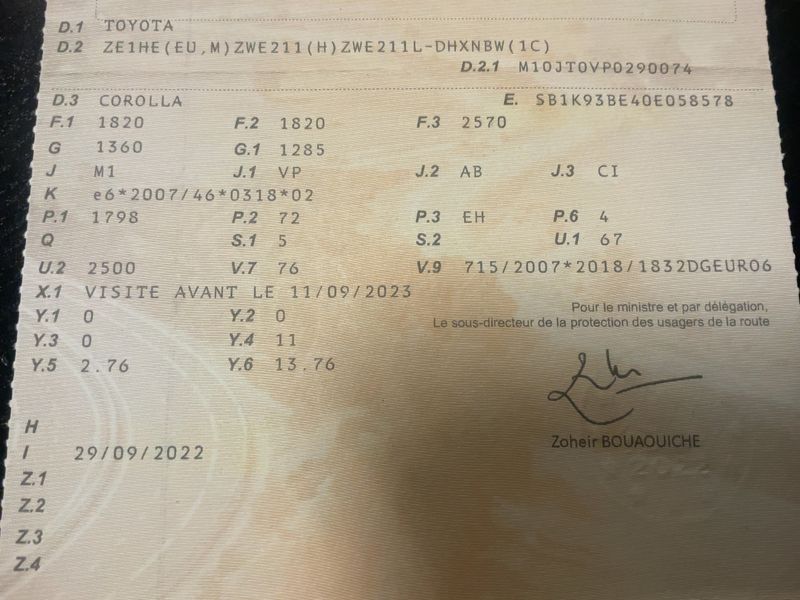 D.1 TOYOTA
D.2 ZE1HE(EU,M)ZWE211(H)ZWE211L-DHXNBW(1C)
D.2.1 M10JT0VP0290074
D.3 COROLLA E. SB1K93BE40E058578
F.1 1820 F.2 1820 F.3 2570
G 1360 G.1 1285
J M1 J.1 VP J.2 AB J.3 CI
K e6*2007/46*0318*02
P.1 1798 P.2 72 P.3 EH P.6 4
Q S.1 5 S.2 U.1 67
U.2 2500 V.7 76 V.9 715/2007*2018/1832DGEURO6
X.1 VISITE AVANT LE 11/09/2023
Y.1 0 Y.2 0
Y.3 0 Y.4 11
Y.5 2.76 Y.6 13.76
Pour le ministre et par délégation,
Le sous-directeur de la protection des usagers de la route
Zoheir BOUAOUICHE
2022
H
I 29/09/2022
Z.1
Z.2
Z.3
Z.4